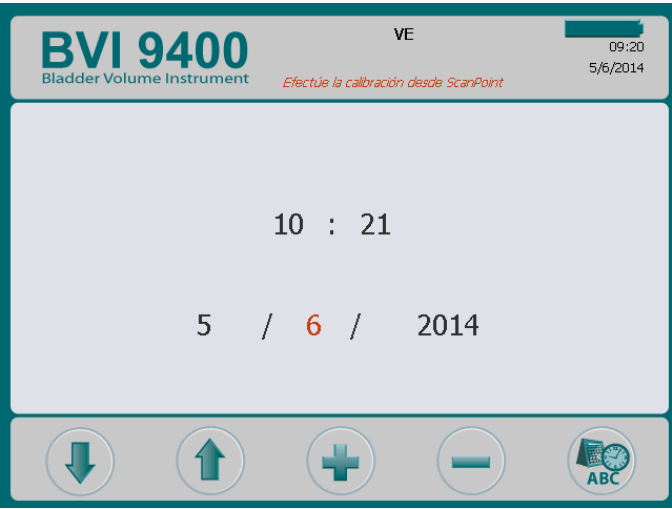 BVI 9400
Bladder Volume Instrument
VE
Efectúe la calibración desde ScanPoint
09:20
5/6/2014
10 : 21
5 / 6 / 2014
ABC